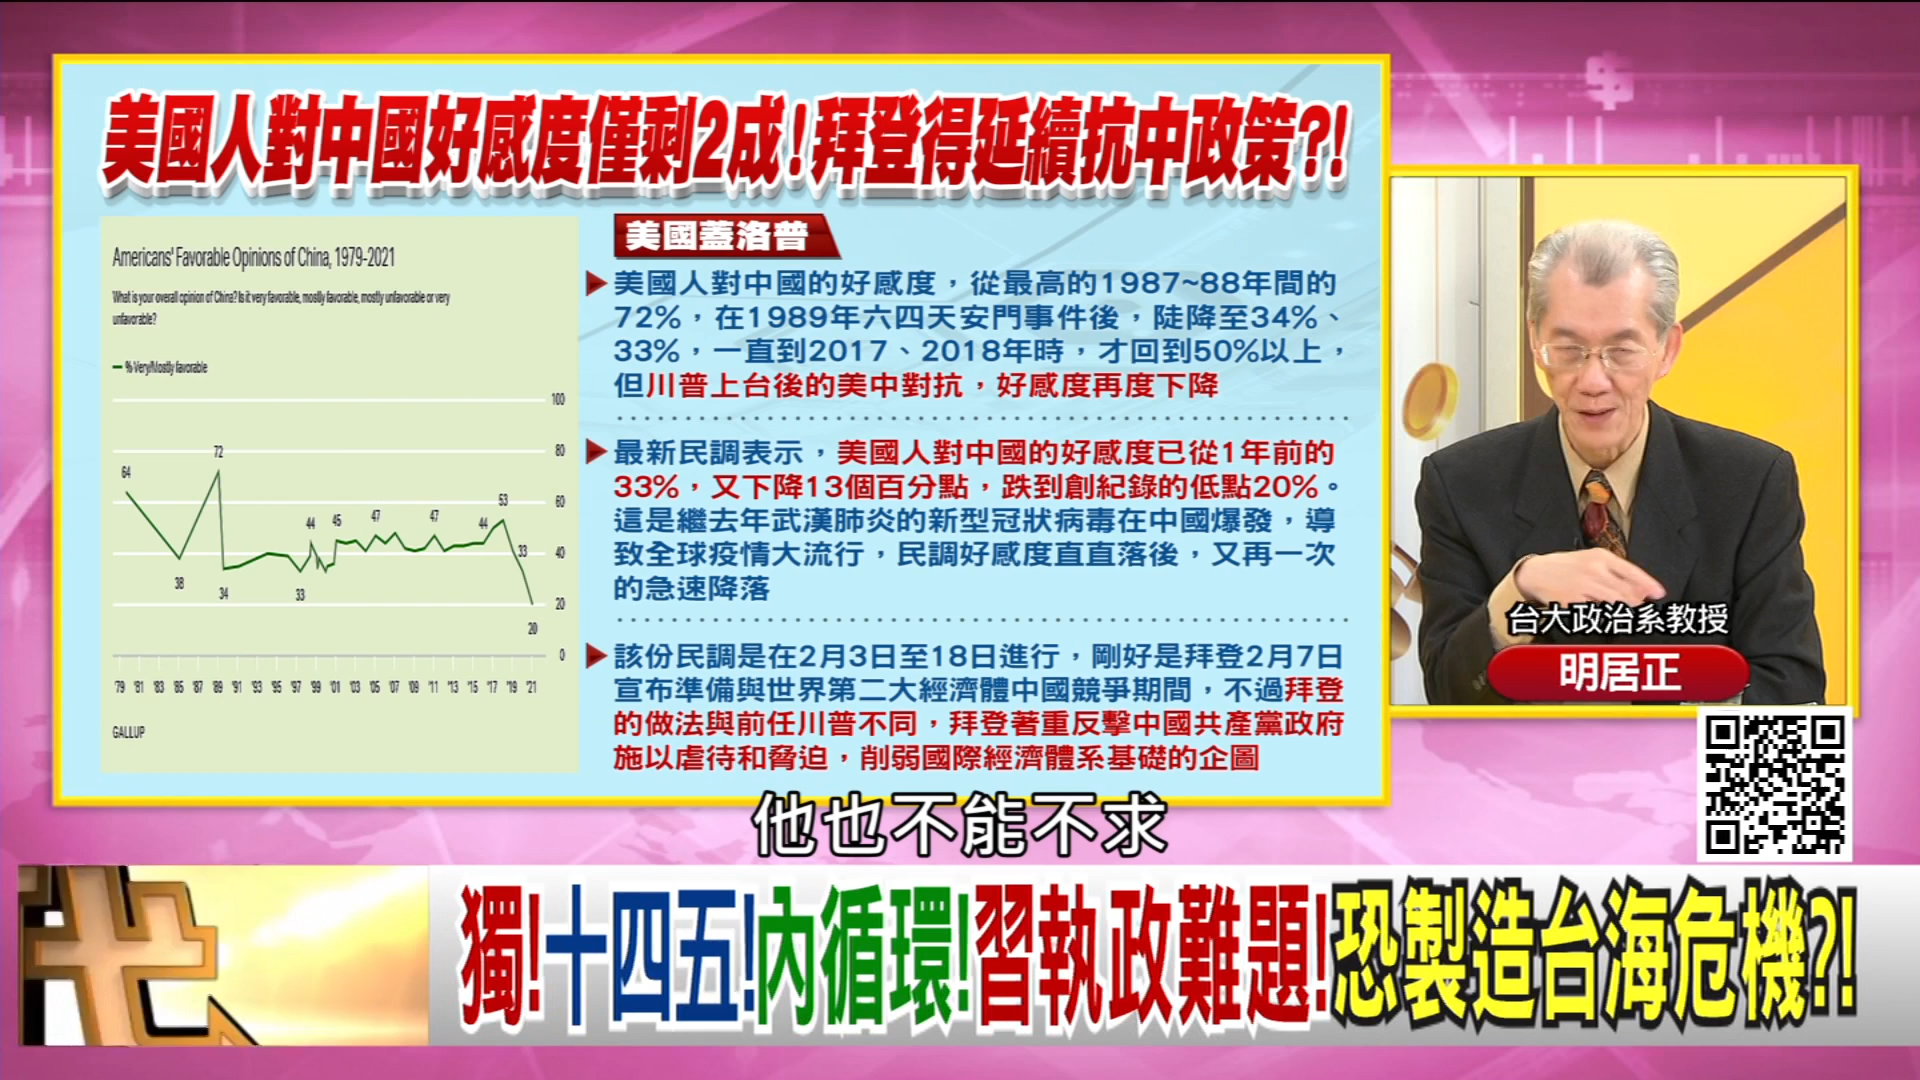 美國人對中國好感度僅剩2成!拜登得延續抗中政策?!
Americans' Favorable Opinions of China, 1979-2021
What is your overall opinion of China? Is it very favorable, mostly favorable, mostly unfavorable or very
unfavorable?
% Very/Mostly favorable
100
80
60
40
20
0
64
38
72
34
33
44
45
47
47
44
53
33
20
'79 '81 '83 '85 '87 '89 '91 '93 '95 '97 '99 '01 '03 '05 '07 '09 '11 '13 '15 '17 '19 '21
GALLUP
美國蓋洛普
美國人對中國的好感度，從最高的1987~88年間的
72%，在1989年六四天安門事件後，陡降至34%、
33%，一直到2017、2018年時，才回到50%以上，
但川普上台後的美中對抗，好感度再度下降
最新民調表示，美國人對中國的好感度已從1年前的
33%，又下降13個百分點，跌到創紀錄的低點20%。
這是繼去年武漢肺炎的新型冠狀病毒在中國爆發，導
致全球疫情大流行，民調好感度直直落後，又再一次
的急速降落
該份民調是在2月3日至18日進行，剛好是拜登2月7日
宣布準備與世界第二大經濟體中國競爭期間，不過拜登
的做法與前任川普不同，拜登著重反擊中國共產黨政府
施以虐待和脅迫，削弱國際經濟體系基礎的企圖
台大政治系教授
明居正
他也不能不求
獨!十四五!內循環!習執政難題!恐製造台海危機?!